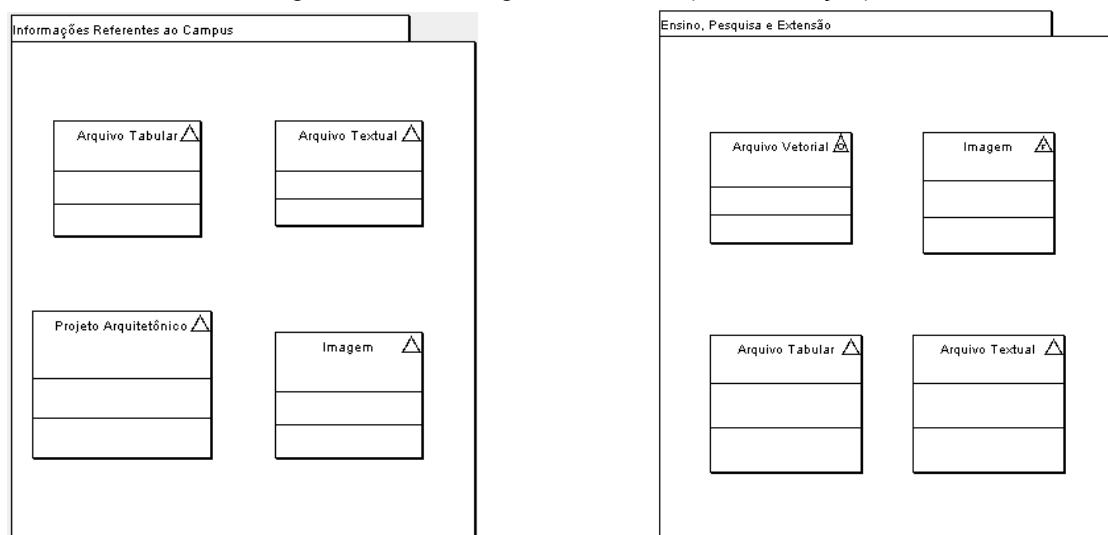 Informações Referentes ao Campus
Arquivo Tabular
Arquivo Textual
Projeto Arquitetônico
Imagem
Ensino, Pesquisa e Extensão
Arquivo Vetorial
O
Imagem
F
Arquivo Tabular
Arquivo Textual